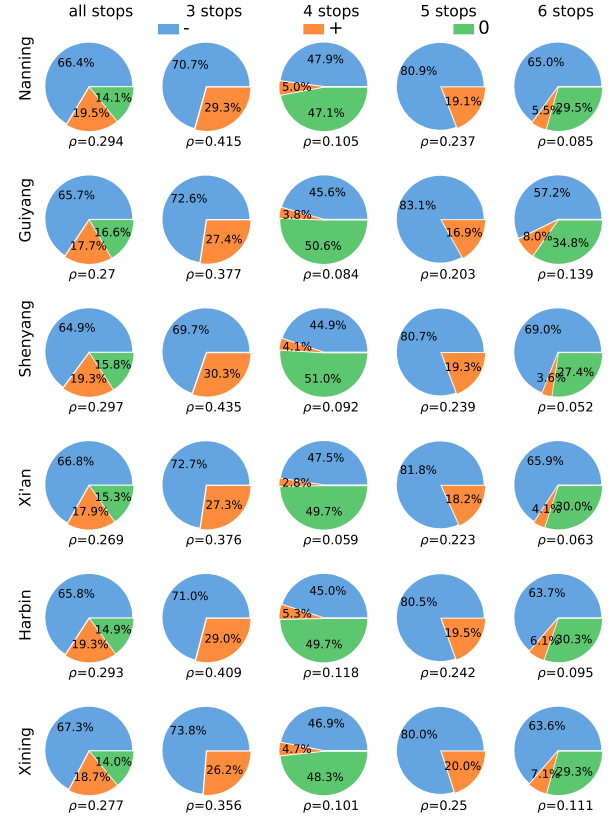 all stops 3 stops 4 stops 5 stops 6 stops
- + 0
Nanning
66.4% 19.5% 14.1%
70.7% 29.3%
47.9% 5.0% 47.1%
80.9% 19.1%
65.0% 5.5% 29.5%
ρ=0.294 ρ=0.415 ρ=0.105 ρ=0.237 ρ=0.085
Guiyang
65.7% 17.7% 16.6%
72.6% 27.4%
45.6% 3.8% 50.6%
83.1% 16.9%
57.2% 8.0% 34.8%
ρ=0.27 ρ=0.377 ρ=0.084 ρ=0.203 ρ=0.139
Shenyang
64.9% 19.3% 15.8%
69.7% 30.3%
44.9% 4.1% 51.0%
80.7% 19.3%
69.0% 3.6% 27.4%
ρ=0.297 ρ=0.435 ρ=0.092 ρ=0.239 ρ=0.052
Xi'an
66.8% 17.9% 15.3%
72.7% 27.3%
47.5% 2.8% 49.7%
81.8% 18.2%
65.9% 4.1% 30.0%
ρ=0.269 ρ=0.376 ρ=0.059 ρ=0.223 ρ=0.063
Harbin
65.8% 19.3% 14.9%
71.0% 29.0%
45.0% 5.3% 49.7%
80.5% 19.5%
63.7% 6.1% 30.3%
ρ=0.293 ρ=0.409 ρ=0.118 ρ=0.242 ρ=0.095
Xining
67.3% 18.7% 14.0%
73.8% 26.2%
46.9% 4.7% 48.3%
80.0% 20.0%
63.6% 7.1% 29.3%
ρ=0.277 ρ=0.356 ρ=0.101 ρ=0.25 ρ=0.111